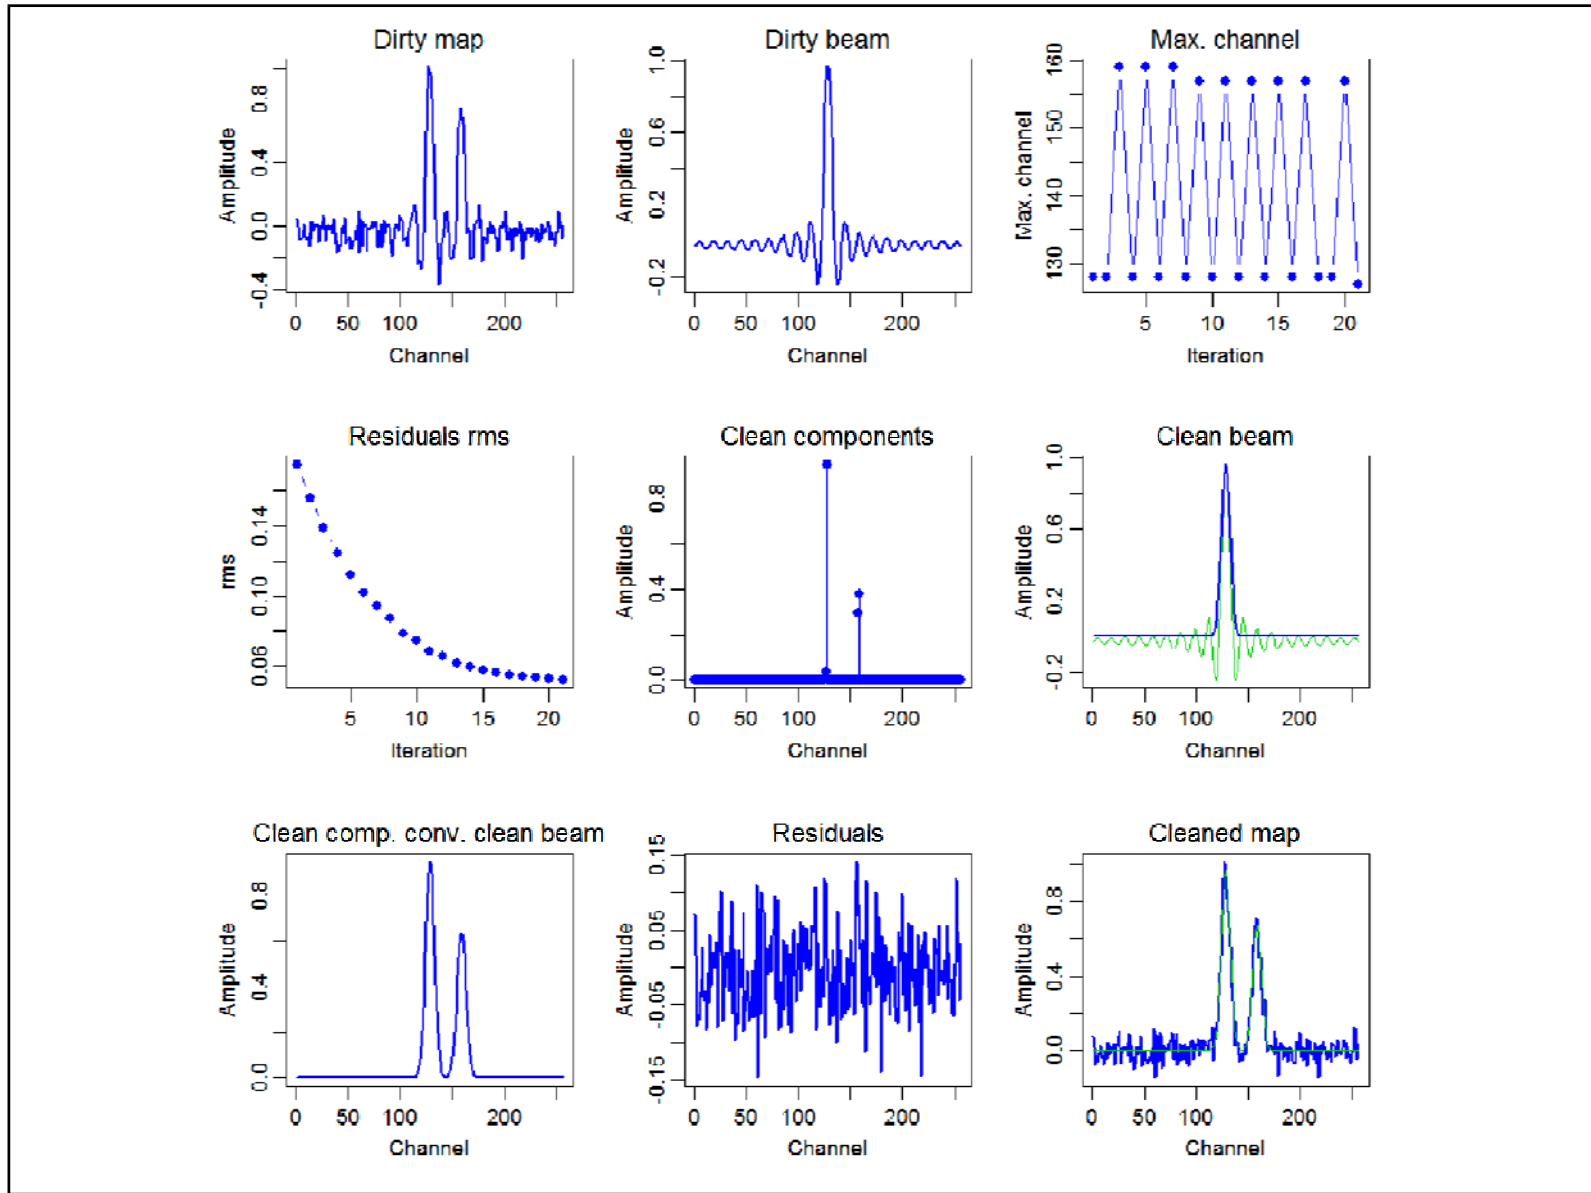 Dirty map
Amplitude
0.8
0.4
0.0
-0.4
0 50 100 200
Channel
Dirty beam
Amplitude
1.0
0.6
0.2
-0.2
0 50 100 200
Channel
Max. channel
Max. channel
160
150
140
130
5 10 15 20
Iteration
Residuals rms
rms
0.14
0.10
0.06
5 10 15 20
Iteration
Clean components
Amplitude
0.8
0.4
0.0
0 50 100 200
Channel
Clean beam
Amplitude
1.0
0.6
0.2
-0.2
0 50 100 200
Channel
Clean comp. conv. clean beam
Amplitude
0.8
0.4
0.0
0 50 100 200
Channel
Residuals
Amplitude
0.15
0.05
-0.05
-0.15
0 50 100 200
Channel
Cleaned map
Amplitude
0.8
0.4
0.0
0 50 100 200
Channel